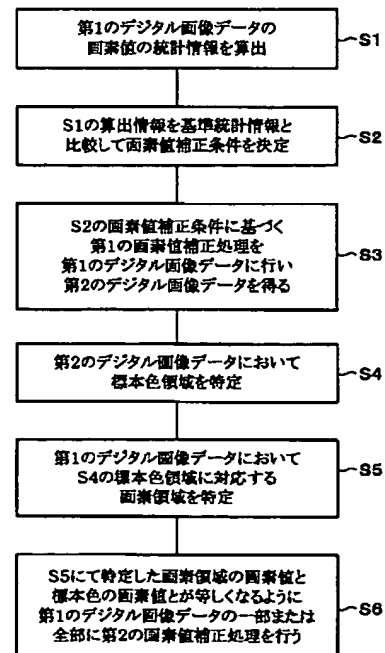 第1のデジタル画像データの
画素値の統計情報を算出
S1
S1の算出情報を基準統計情報と
比較して画素値補正条件を決定
S2
S2の画素値補正条件に基づく
第1の画素値補正処理を
第1のデジタル画像データに行い
第2のデジタル画像データを得る
S3
第2のデジタル画像データにおいて
標本色領域を特定
S4
第1のデジタル画像データにおいて
S4の標本色領域に対応する
画素領域を特定
S5
S5にて特定した画素領域の画素値と
標本色の画素値とが等しくなるように
第1のデジタル画像データの一部または
全部に第2の画素値補正処理を行う
S6